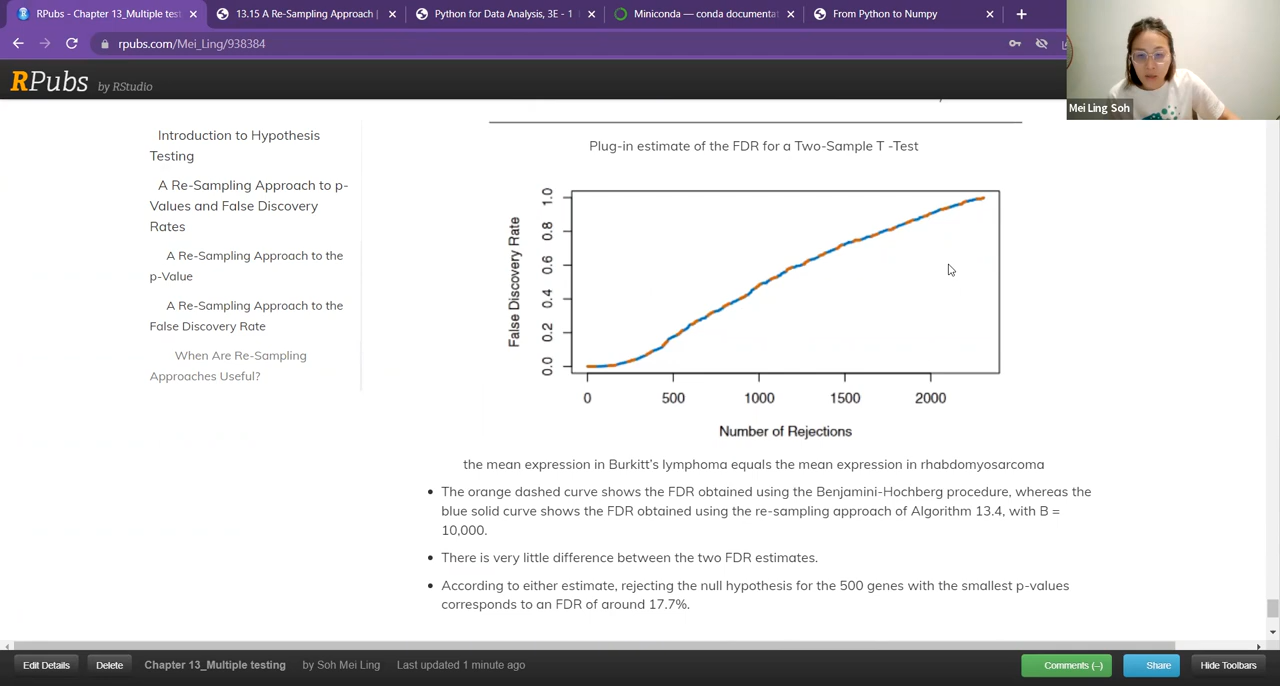 RPubs - Chapter 13_Multiple test
13.15 A Re-Sampling Approach |
Python for Data Analysis, 3E - 1
Miniconda — conda documentat
From Python to Numpy
rpubs.com/Mei_Ling/938384
Mei Ling Soh
RPubs by RStudio
Introduction to Hypothesis
Testing
A Re-Sampling Approach to p-
Values and False Discovery
Rates
A Re-Sampling Approach to the
p-Value
A Re-Sampling Approach to the
False Discovery Rate
When Are Re-Sampling
Approaches Useful?
Plug-in estimate of the FDR for a Two-Sample T -Test
False Discovery Rate
1.0
0.8
0.6
0.4
0.2
0.0
0 500 1000 1500 2000
Number of Rejections
the mean expression in Burkitt's lymphoma equals the mean expression in rhabdomyosarcoma
• The orange dashed curve shows the FDR obtained using the Benjamini-Hochberg procedure, whereas the
blue solid curve shows the FDR obtained using the re-sampling approach of Algorithm 13.4, with B =
10,000.
• There is very little difference between the two FDR estimates.
• According to either estimate, rejecting the null hypothesis for the 500 genes with the smallest p-values
corresponds to an FDR of around 17.7%.
Edit Details Delete Chapter 13_Multiple testing by Soh Mei Ling Last updated 1 minute ago Comments (–) Share Hide Toolbars